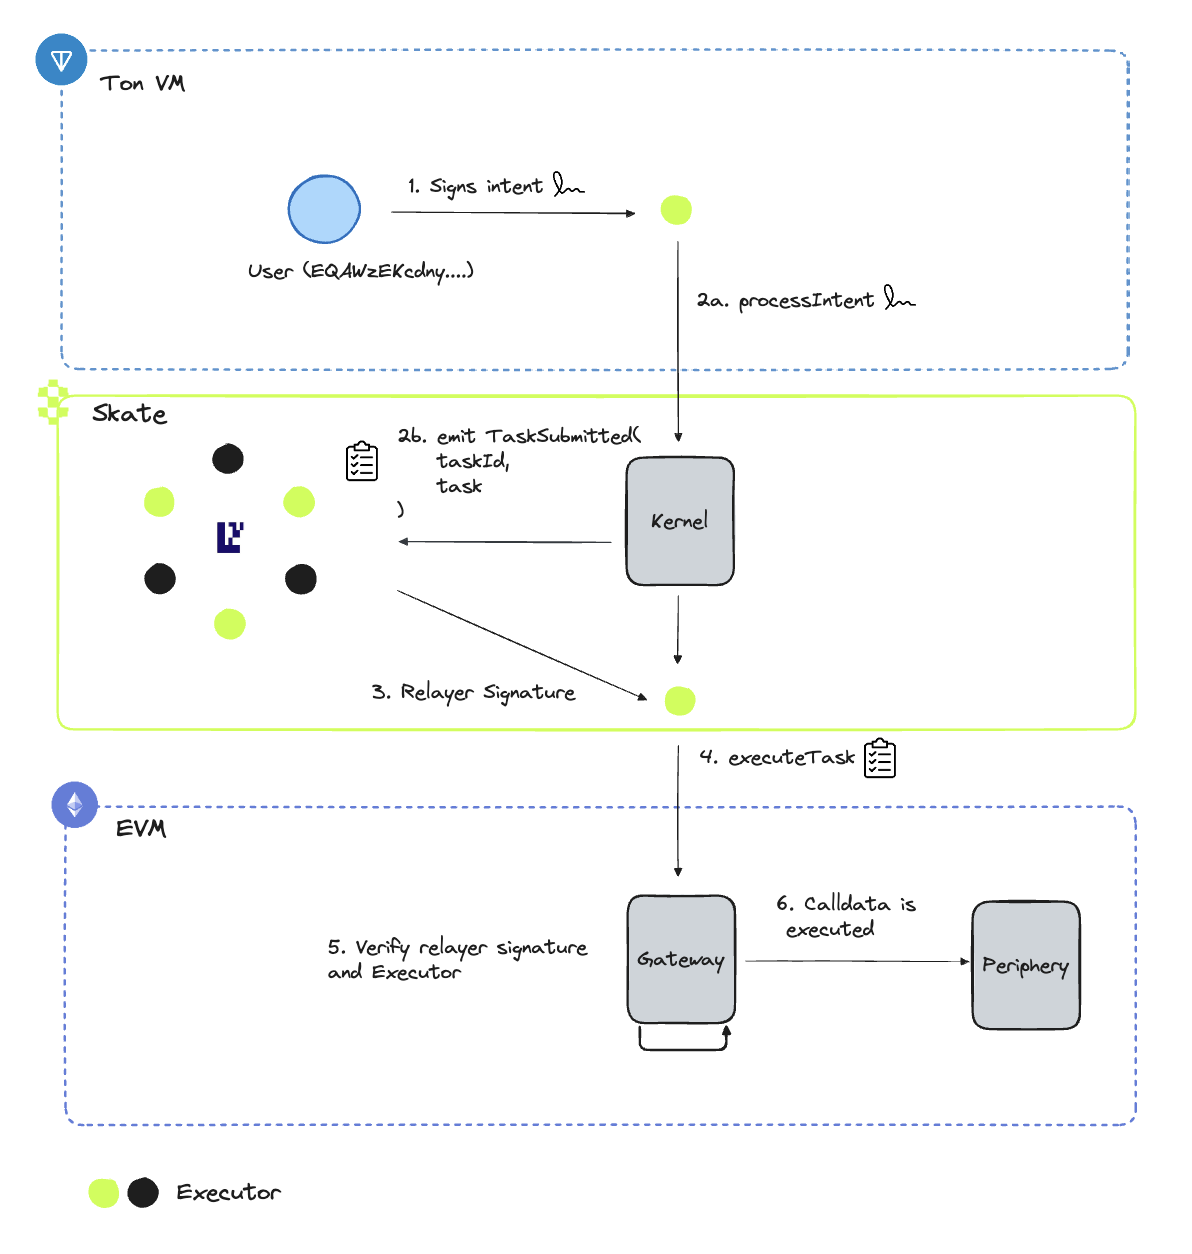 Ton VM
1. Signs intent
User (EQAWzEKcdny....)
2a. processIntent
Skate
2b. emit TaskSubmitted(
taskId,
task
)
Kernel
3. Relayer Signature
4. executeTask
EVM
5. Verify relayer signature
and Executor
Gateway
6. Calldata is
executed
Periphery
Executor